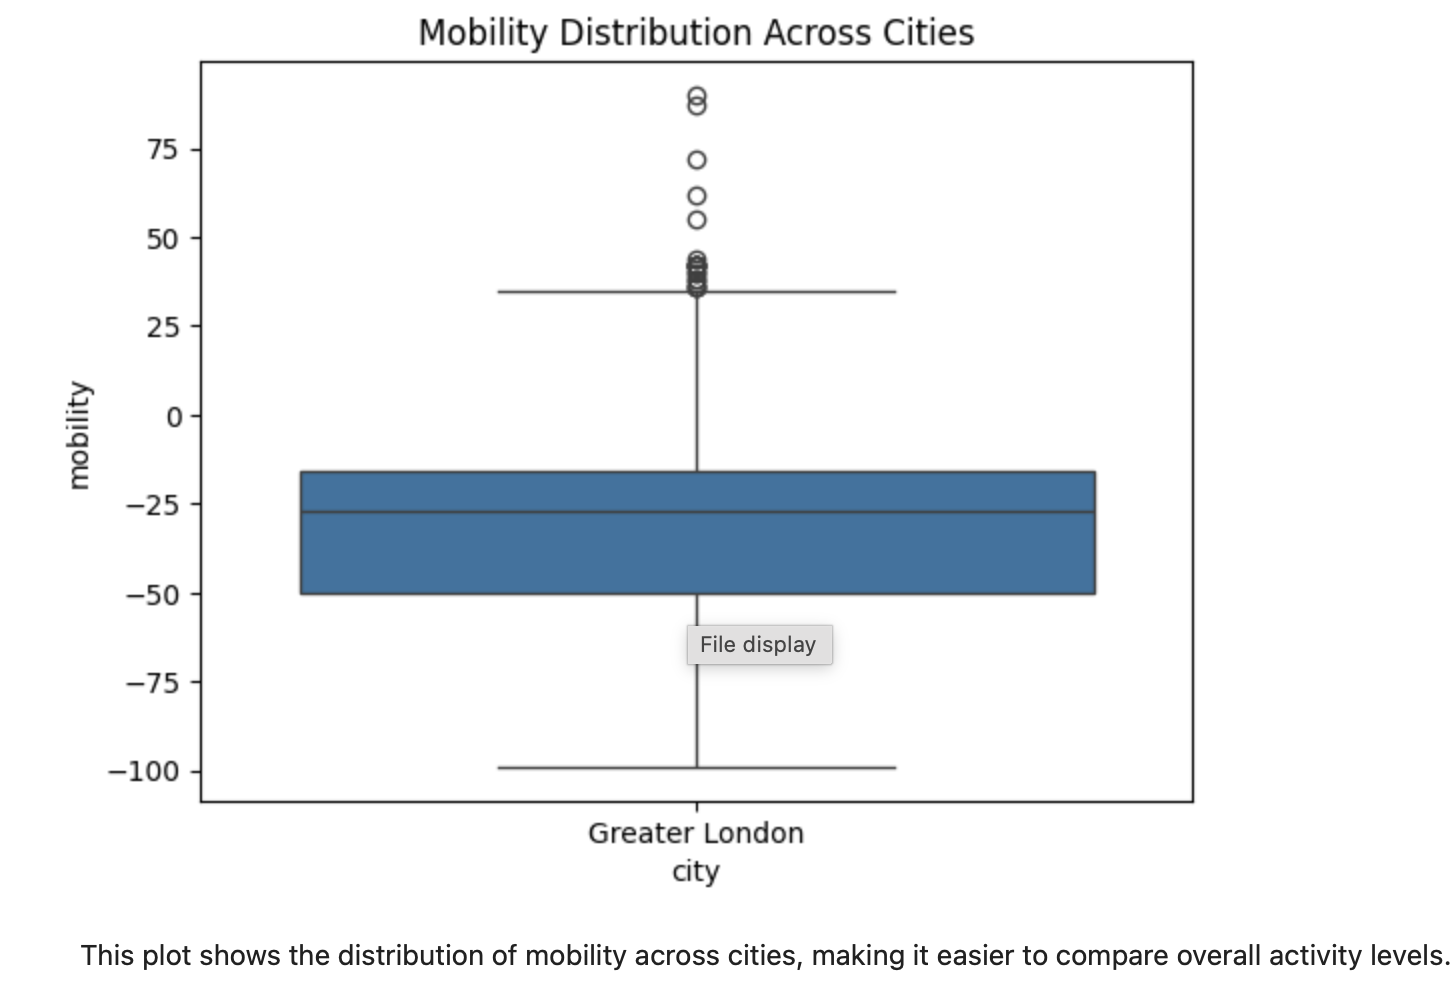 Mobility Distribution Across Cities
75
50
25
0
−25
−50
−75
−100
mobility
File display
Greater London
city
This plot shows the distribution of mobility across cities, making it easier to compare overall activity levels.